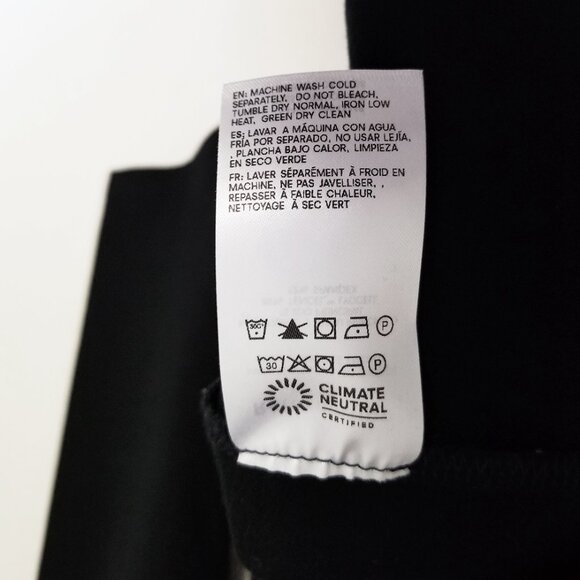 EN: MACHINE WASH COLD
SEPARATELY, DO NOT BLEACH,
TUMBLE DRY NORMAL, IRON LOW
HEAT, GREEN DRY CLEAN
ES: LAVAR A MÁQUINA CON AGUA
FRÍA POR SEPARADO, NO USAR LEJÍA,
, PLANCHA BAJO CALOR, LIMPIEZA
EN SECO VERDE
FR: LAVER SÉPARÉMENT À FROID EN
MACHINE, NE PAS JAVELLISER, ,
REPASSER À FAIBLE CHALEUR,
NETTOYAGE À SEC VERT
30C° P
30 P
CLIMATE
NEUTRAL
CERTIFIED